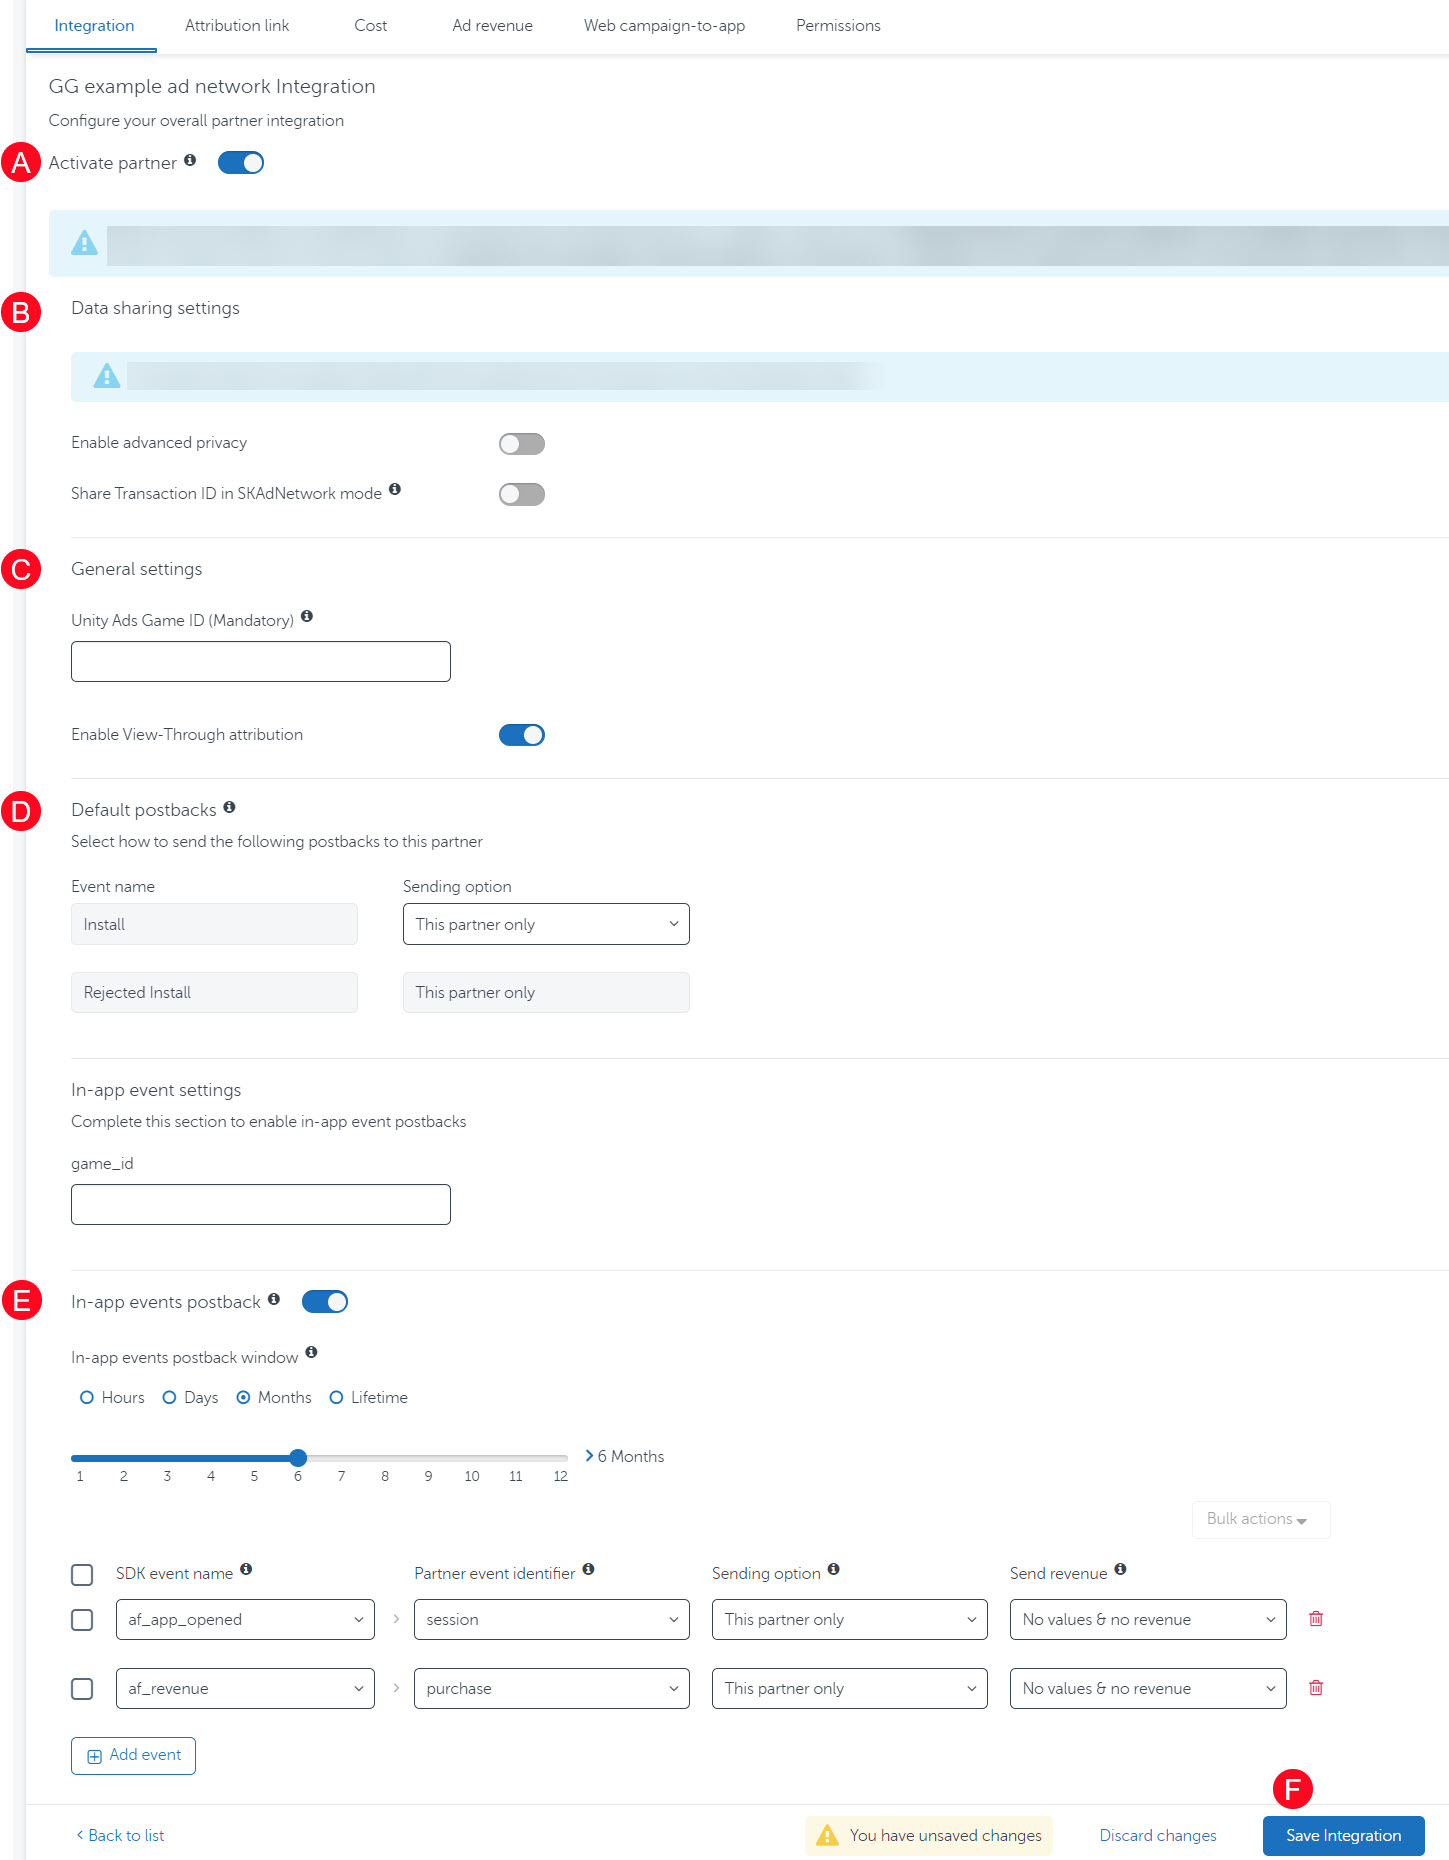 Integration Attribution link Cost Ad revenue Web campaign-to-app Permissions
GG example ad network Integration
Configure your overall partner integration
A Activate partner
B Data sharing settings
Enable advanced privacy
Share Transaction ID in SKAdNetwork mode
C General settings
Unity Ads Game ID (Mandatory)
Enable View-Through attribution
D Default postbacks
Select how to send the following postbacks to this partner
Event name Sending option
Install This partner only
Rejected Install This partner only
In-app event settings
Complete this section to enable in-app event postbacks
game_id
E In-app events postback
In-app events postback window
Hours Days Months Lifetime
> 6 Months
1 2 3 4 5 6 7 8 9 10 11 12
Bulk actions
SDK event name Partner event identifier Sending option Send revenue
af_app_opened > session This partner only No values & no revenue
af_revenue > purchase This partner only No values & no revenue
Add event
F
< Back to list You have unsaved changes Discard changes Save Integration